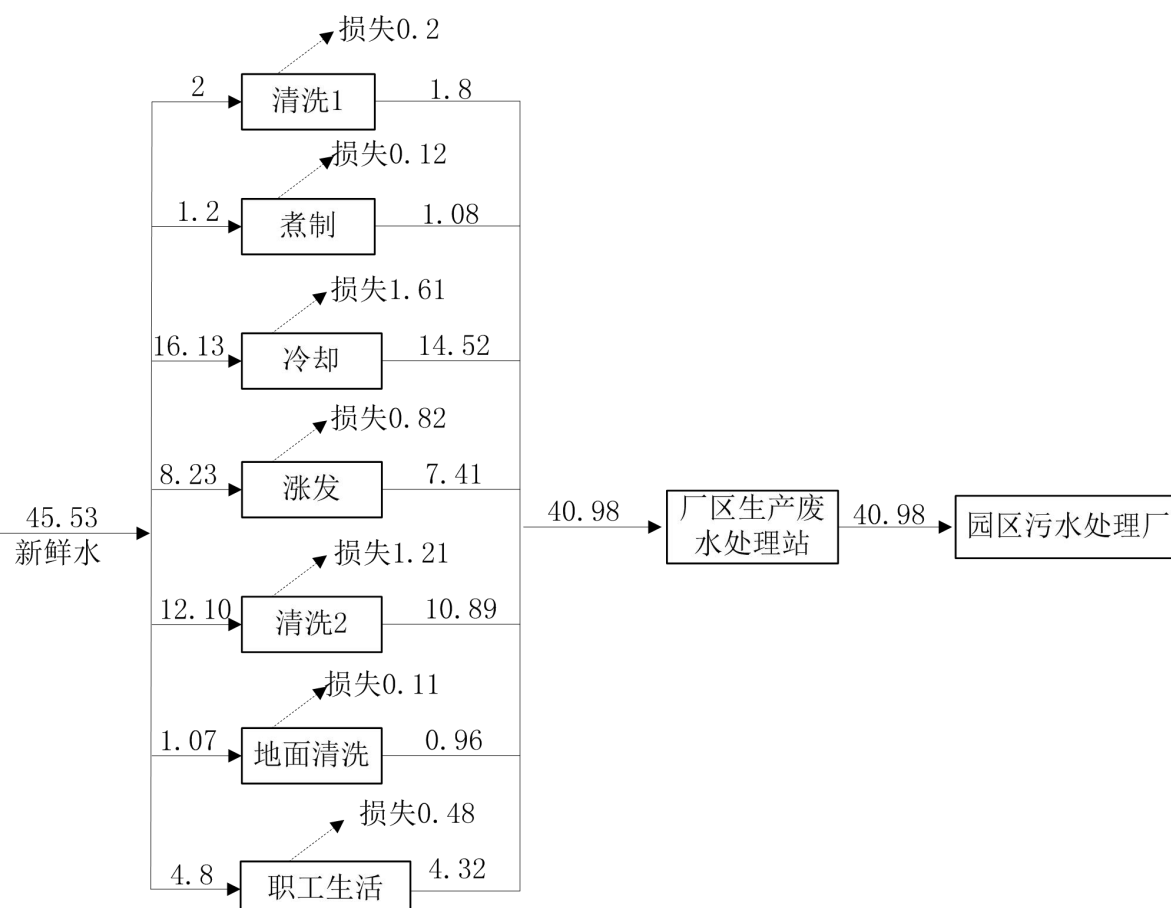 损失0.2
2
清洗1
1.8
损失0.12
1.2
煮制
1.08
损失1.61
16.13
冷却
14.52
损失0.82
8.23
涨发
7.41
45.53
新鲜水
40.98
厂区生产废
水处理站
40.98
园区污水处理厂
损失1.21
12.10
清洗2
10.89
损失0.11
1.07
地面清洗
0.96
损失0.48
4.8
职工生活
4.32